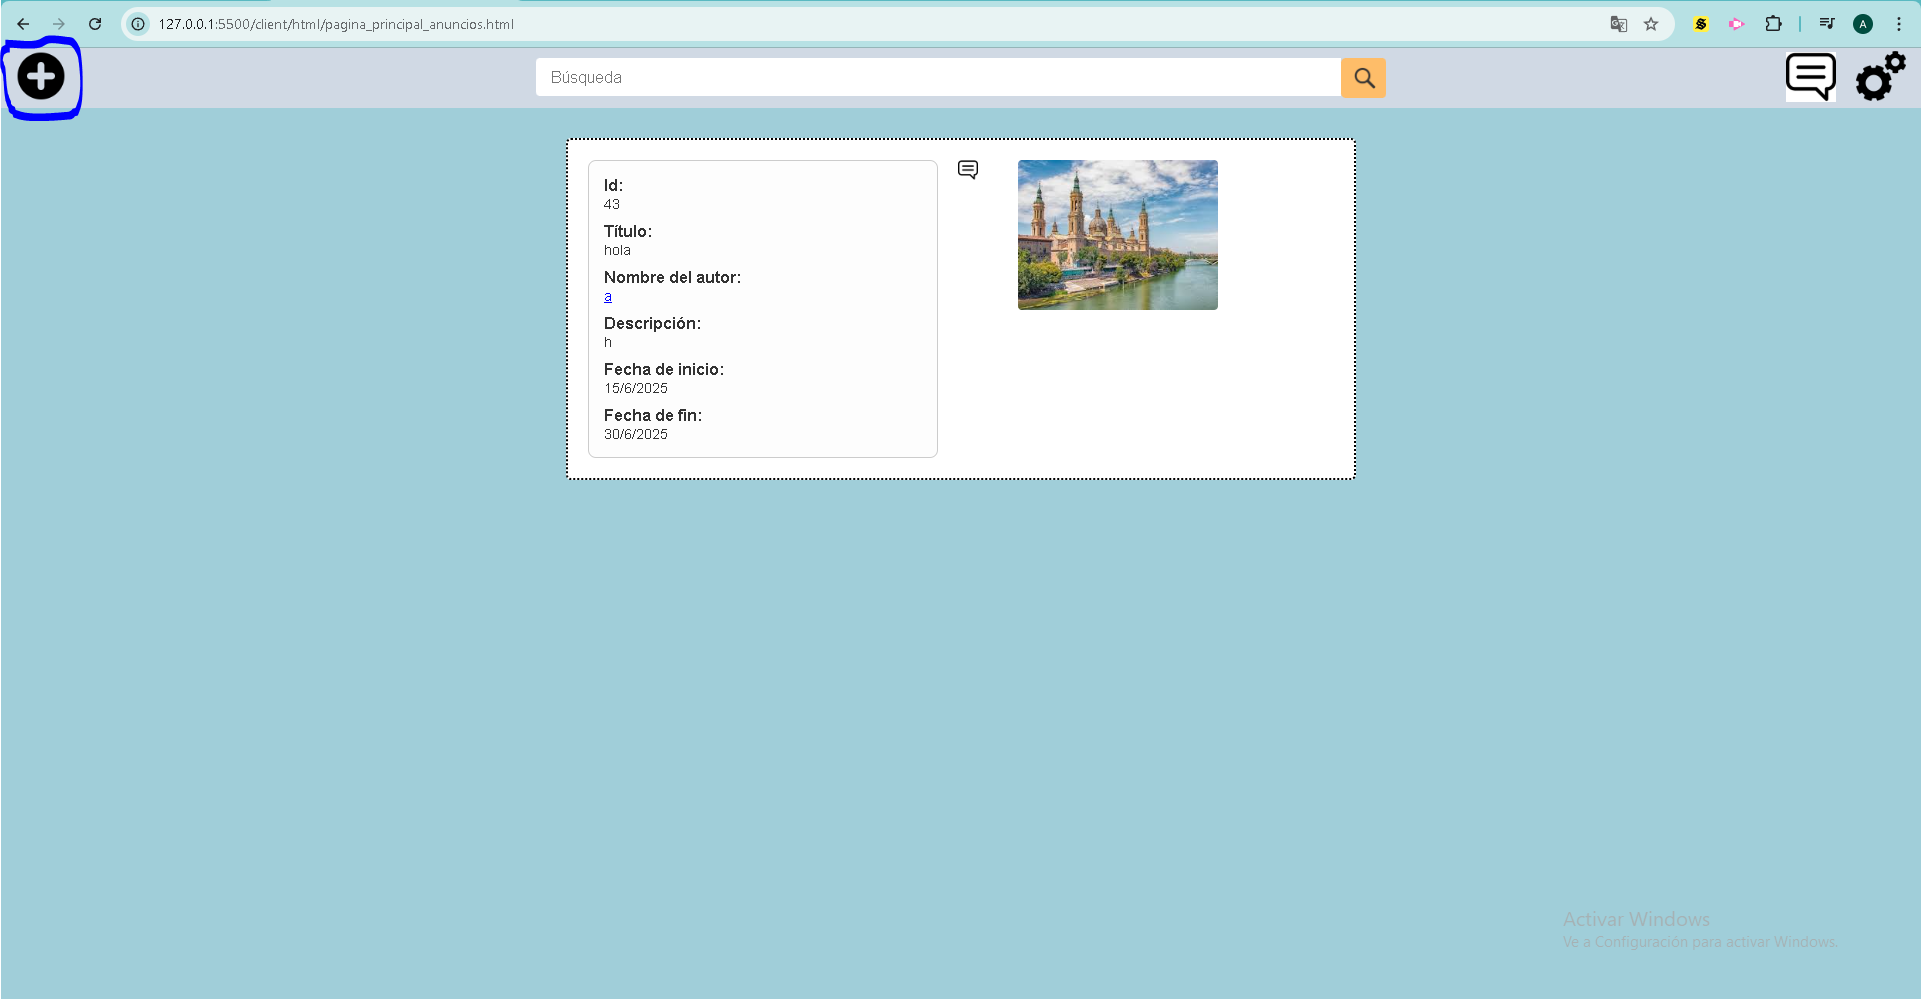 127.0.0.1:5500/client/html/pagina_principal_anuncios.html
A
Búsqueda
Id:
43
Título:
hola
Nombre del autor:
a
Descripción:
h
Fecha de inicio:
15/6/2025
Fecha de fin:
30/6/2025
Activar Windows
Ve a Configuración para activar Windows.